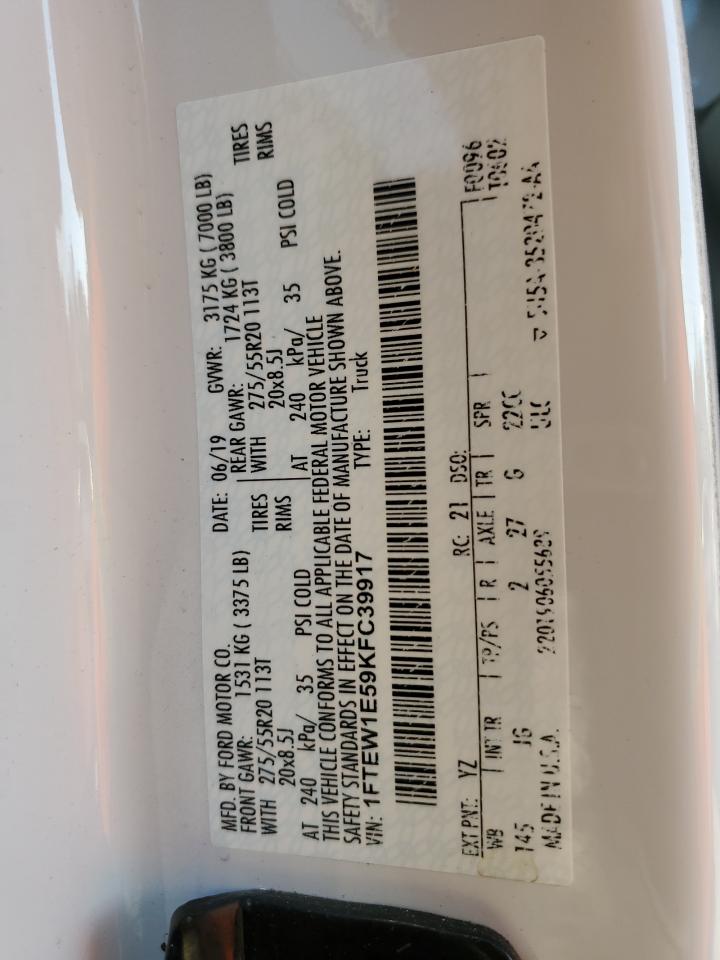 MFD. BY FORD MOTOR CO. DATE: 06/19 GVWR: 3175 KG ( 7000 LB)
FRONT GAWR: 1531 KG ( 3375 LB) REAR GAWR: 1724 KG ( 3800 LB)
WITH 275/55R20 113T TIRES WITH 275/55R20 113T TIRES
20x8.5J RIMS 20x8.5J RIMS
AT 240 kPa/ 35 PSI COLD AT 240 kPa/ 35 PSI COLD
THIS VEHICLE CONFORMS TO ALL APPLICABLE FEDERAL MOTOR VEHICLE
SAFETY STANDARDS IN EFFECT ON THE DATE OF MANUFACTURE SHOWN ABOVE.
VIN: 1FTEW1E59KFC39917 TYPE: Truck
EXT PNT: YZ RC: 21 DSO:
WB INT TR TP/PS R AXLE TR SPR F0096
145 JG 2 27 G
MADE IN U.S.A.